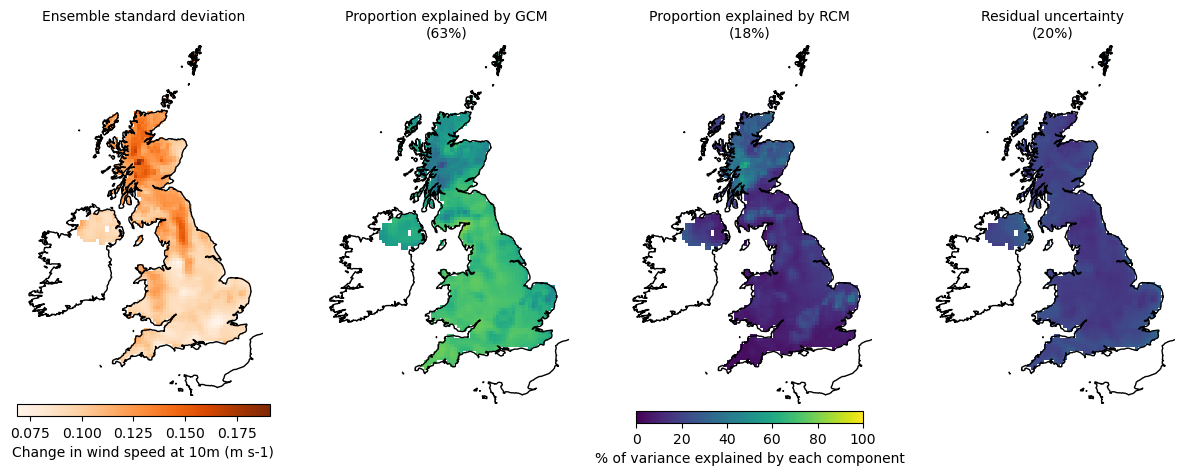 Ensemble standard deviation
Proportion explained by GCM
(63%)
Proportion explained by RCM
(18%)
Residual uncertainty
(20%)
0.075 0.100 0.125 0.150 0.175
Change in wind speed at 10m (m s-1)
0 20 40 60 80 100
% of variance explained by each component